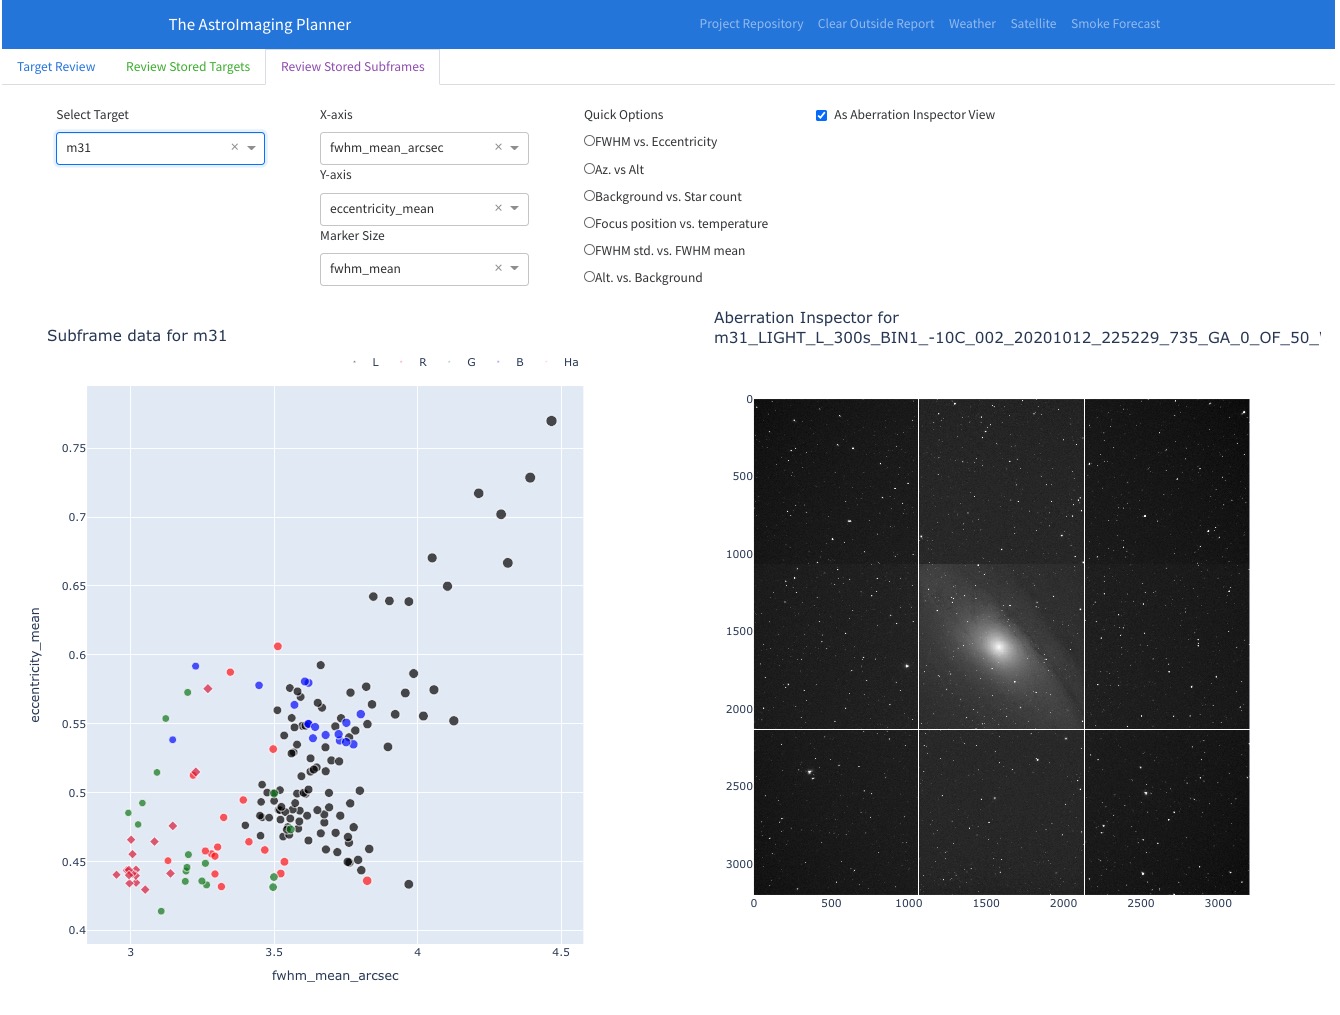 The AstroImaging Planner
Project Repository Clear Outside Report Weather Satellite Smoke Forecast
Target Review Review Stored Targets Review Stored Subframes
Select Target
m31 ×
X-axis
fwhm_mean_arcsec ×
Y-axis
eccentricity_mean ×
Marker Size
fwhm_mean ×
Quick Options
FWHM vs. Eccentricity
Az. vs Alt
Background vs. Star count
Focus position vs. temperature
FWHM std. vs. FWHM mean
Alt. vs. Background
As Aberration Inspector View
Subframe data for m31
L R G B Ha
0.75
0.7
0.65
0.6
0.55
0.5
0.45
0.4
eccentricity_mean
3 3.5 4 4.5
fwhm_mean_arcsec
Aberration Inspector for
m31_LIGHT_L_300s_BIN1_-10C_002_20201012_225229_735_GA_0_OF_50_
0
500
1000
1500
2000
2500
3000
0 500 1000 1500 2000 2500 3000